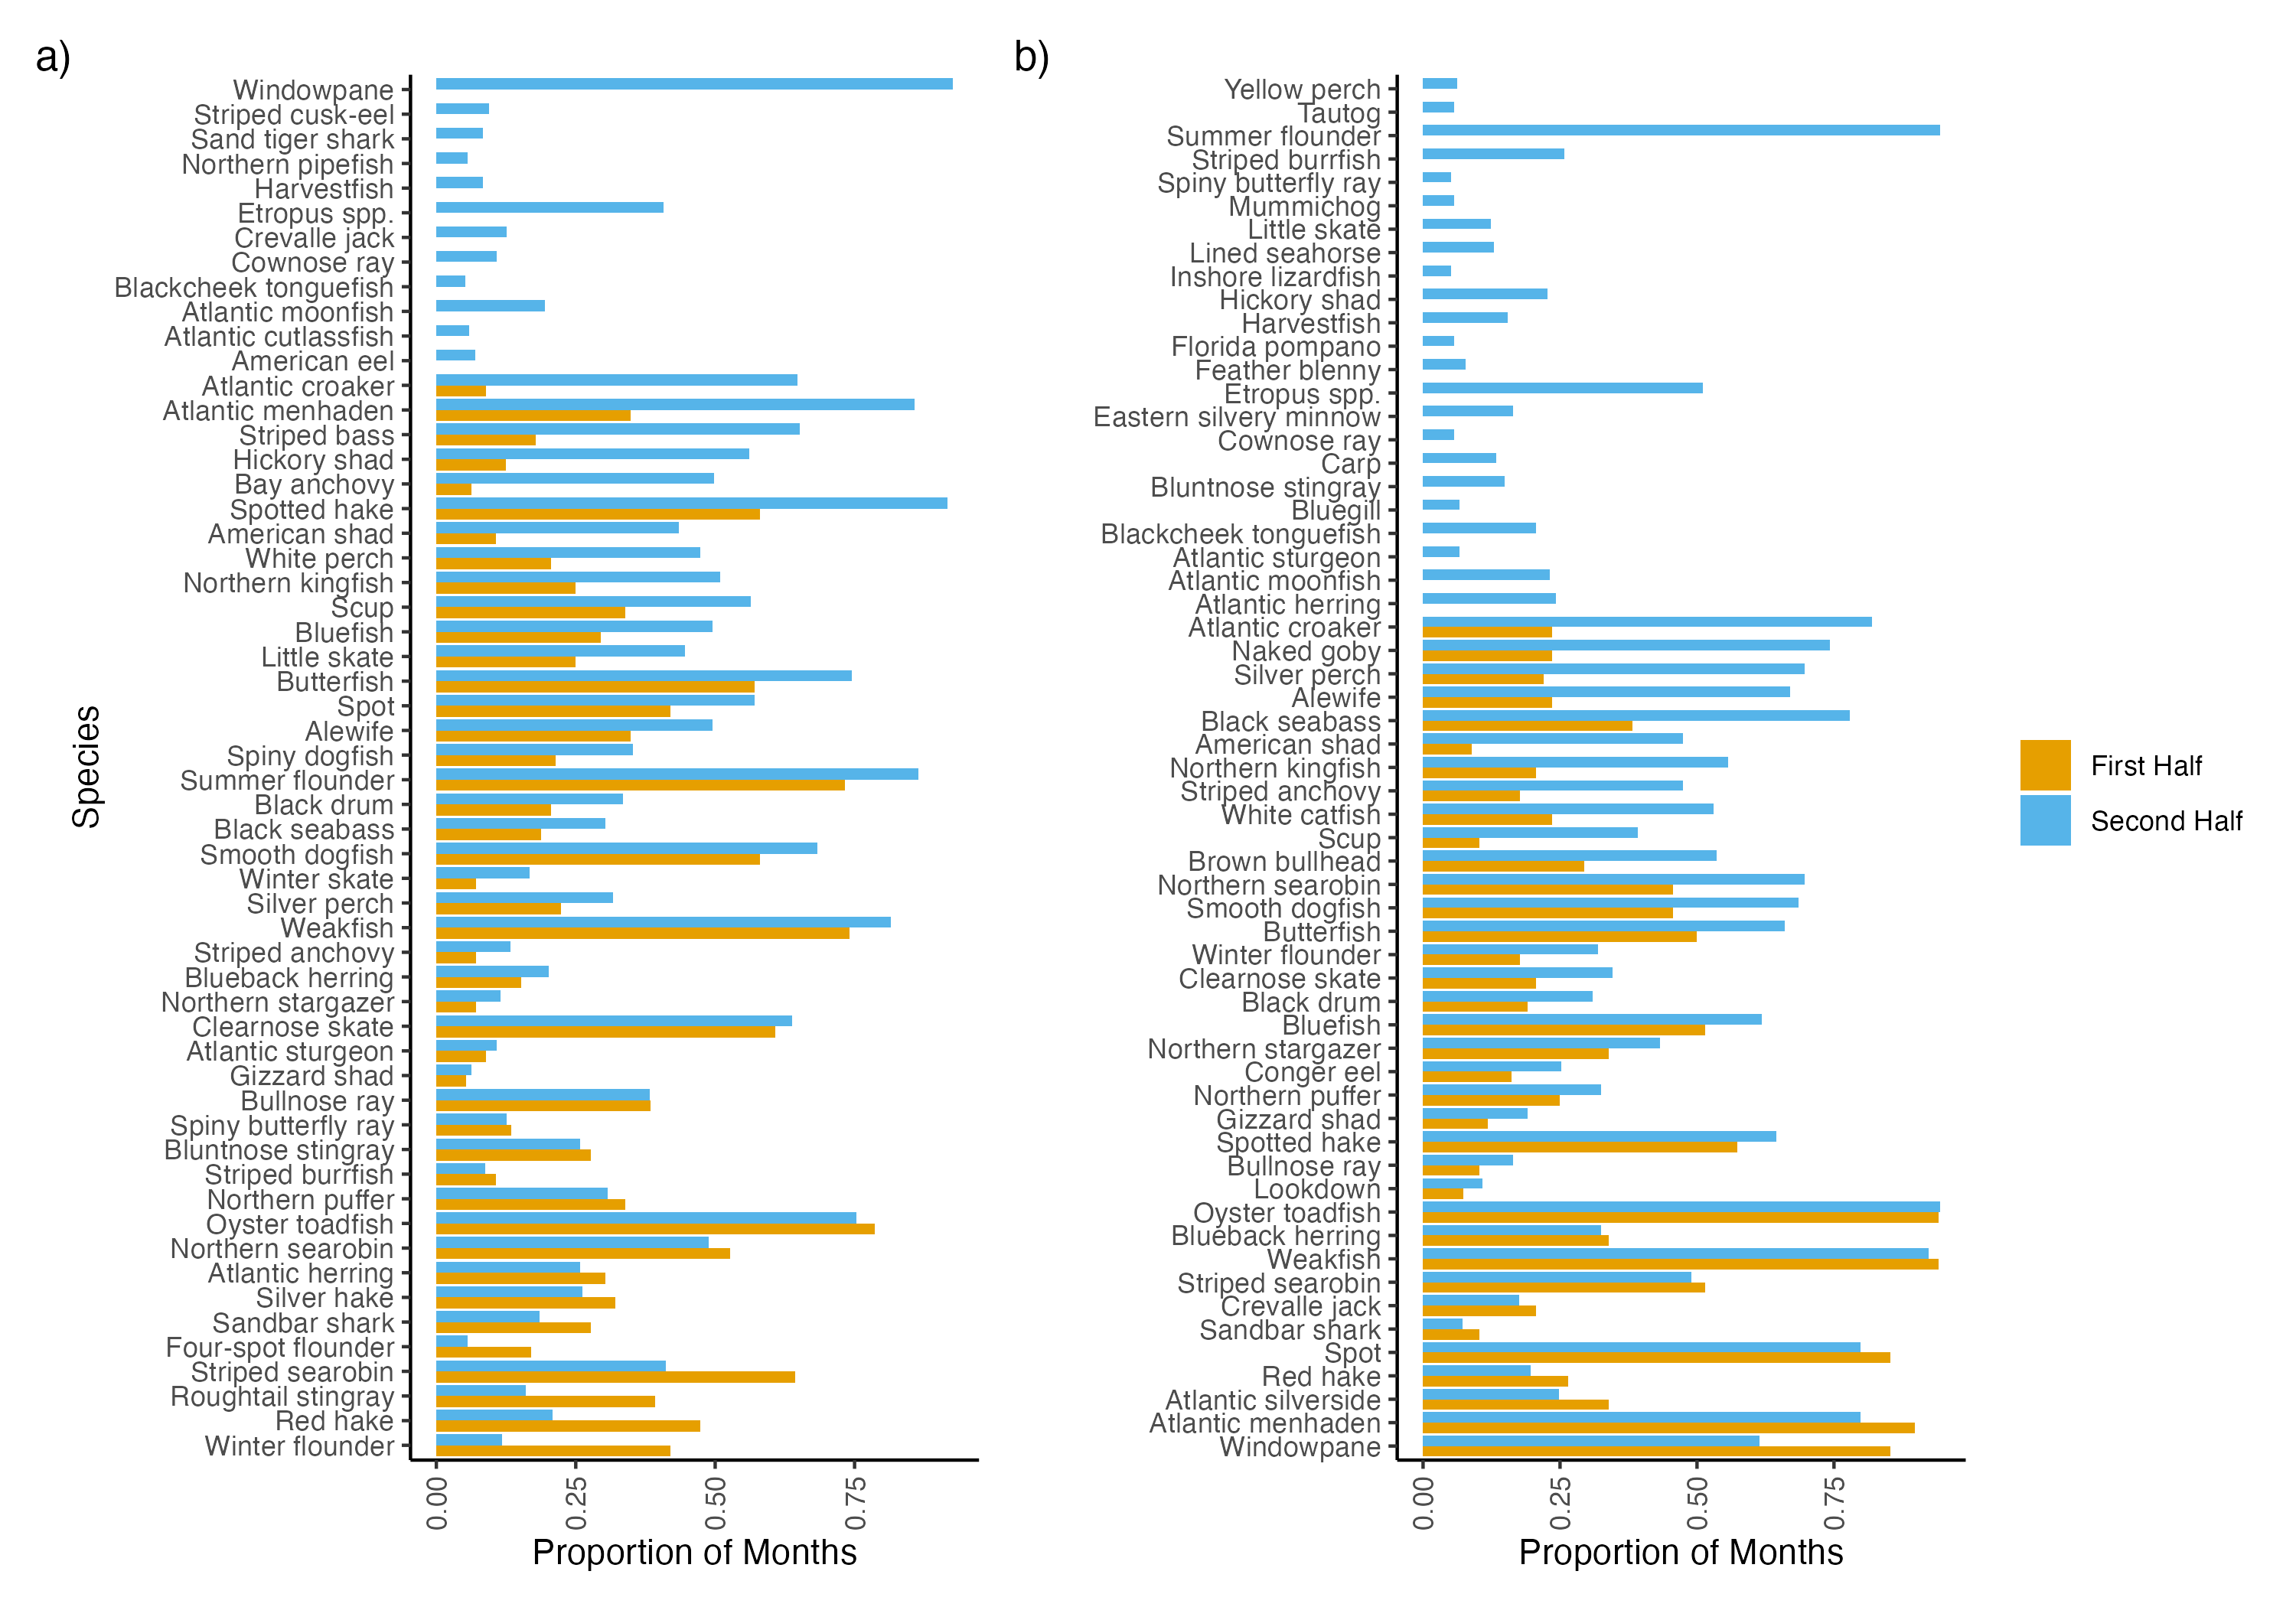 a)
Windowpane
Striped cusk-eel
Sand tiger shark
Northern pipefish
Harvestfish
Etropus spp.
Crevalle jack
Cownose ray
Blackcheek tonguefish
Atlantic moonfish
Atlantic cutlassfish
American eel
Atlantic croaker
Atlantic menhaden
Striped bass
Hickory shad
Bay anchovy
Spotted hake
American shad
White perch
Northern kingfish
Scup
Bluefish
Little skate
Butterfish
Spot
Alewife
Spiny dogfish
Summer flounder
Black drum
Black seabass
Smooth dogfish
Winter skate
Silver perch
Weakfish
Striped anchovy
Blueback herring
Northern stargazer
Clearnose skate
Atlantic sturgeon
Gizzard shad
Bullnose ray
Spiny butterfly ray
Bluntnose stingray
Striped burrfish
Northern puffer
Oyster toadfish
Northern searobin
Atlantic herring
Silver hake
Sandbar shark
Four-spot flounder
Striped searobin
Roughtail stingray
Red hake
Winter flounder
Species
0.00
0.25
0.50
0.75
Proportion of Months
b)
Yellow perch
Tautog
Summer flounder
Striped burrfish
Spiny butterfly ray
Mummichog
Little skate
Lined seahorse
Inshore lizardfish
Hickory shad
Harvestfish
Florida pompano
Feather blenny
Etropus spp.
Eastern silvery minnow
Cownose ray
Carp
Bluntnose stingray
Bluegill
Blackcheek tonguefish
Atlantic sturgeon
Atlantic moonfish
Atlantic herring
Atlantic croaker
Naked goby
Silver perch
Alewife
Black seabass
American shad
Northern kingfish
Striped anchovy
White catfish
Scup
Brown bullhead
Northern searobin
Smooth dogfish
Butterfish
Winter flounder
Clearnose skate
Black drum
Bluefish
Northern stargazer
Conger eel
Northern puffer
Gizzard shad
Spotted hake
Bullnose ray
Lookdown
Oyster toadfish
Blueback herring
Weakfish
Striped searobin
Crevalle jack
Sandbar shark
Spot
Red hake
Atlantic silverside
Atlantic menhaden
Windowpane
0.00
0.25
0.50
0.75
Proportion of Months
First Half
Second Half